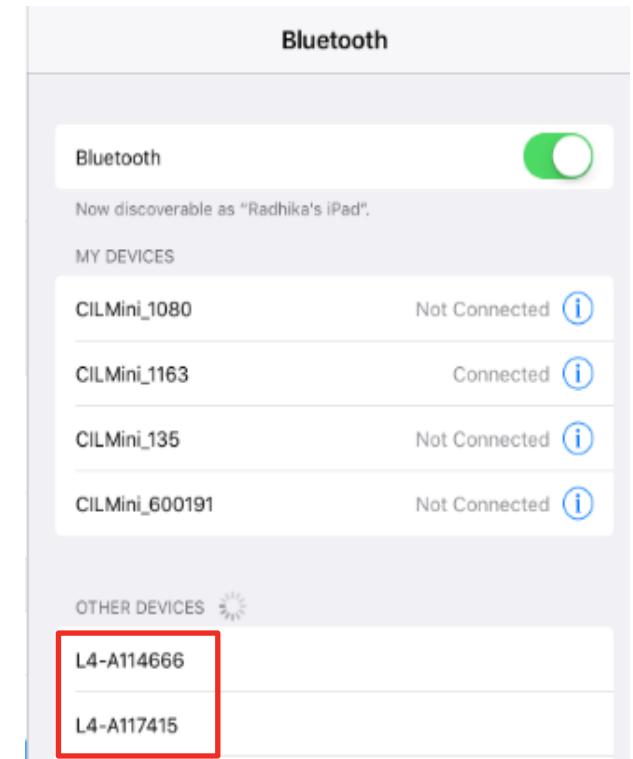 Bluetooth
Bluetooth
Now discoverable as "Radhika's iPad".
MY DEVICES
CILMini_1080 Not Connected i
CILMini_1163 Connected i
CILMini_135 Not Connected i
CILMini_600191 Not Connected i
OTHER DEVICES
L4-A114666
L4-A117415